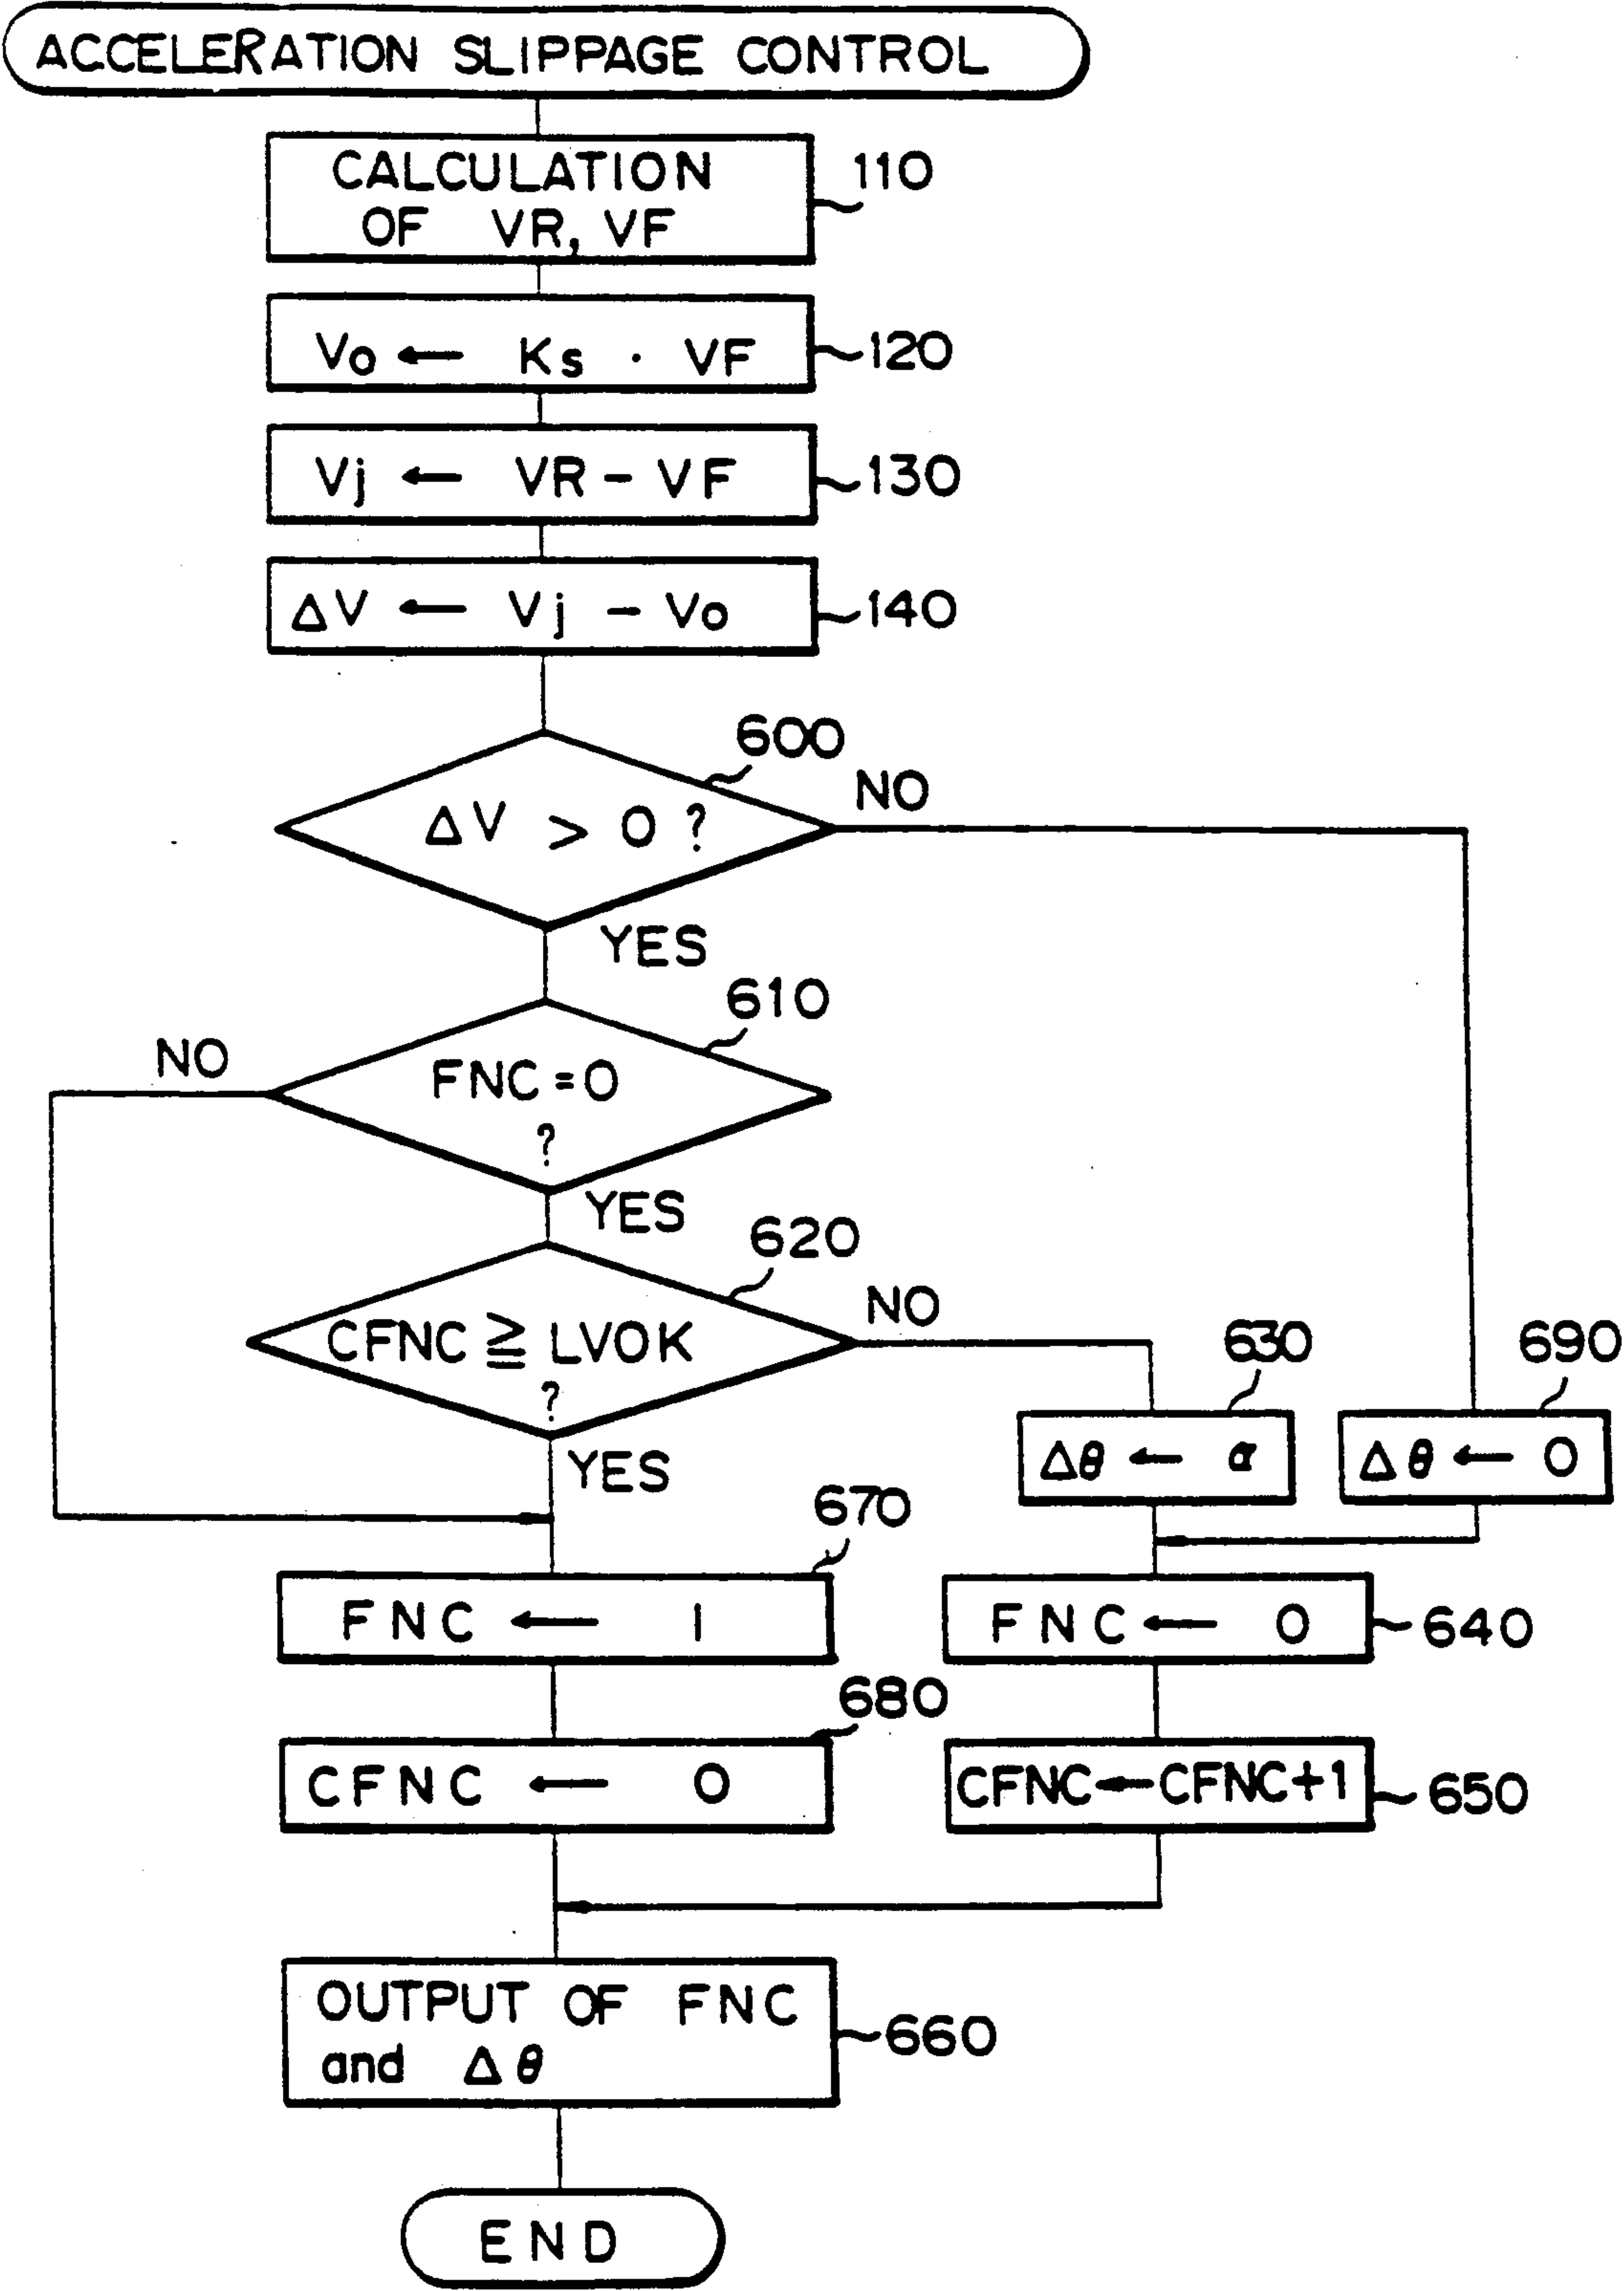 ACCELERATION SLIPPAGE CONTROL
CALCULATION
OF VR, VF
110
Vo ← Ks · VF
120
Vj ← VR - VF
130
ΔV ← Vj - Vo
140
600
ΔV > 0 ?
NO
YES
610
NO
FNC = 0
?
YES
620
CFNC ≧ LVOK
?
NO
YES
630
Δθ ← α
690
Δθ ← 0
670
FNC ← 1
FNC ← 0
640
680
CFNC ← 0
CFNC ← CFNC+1
650
OUTPUT OF FNC
and Δθ
660
END